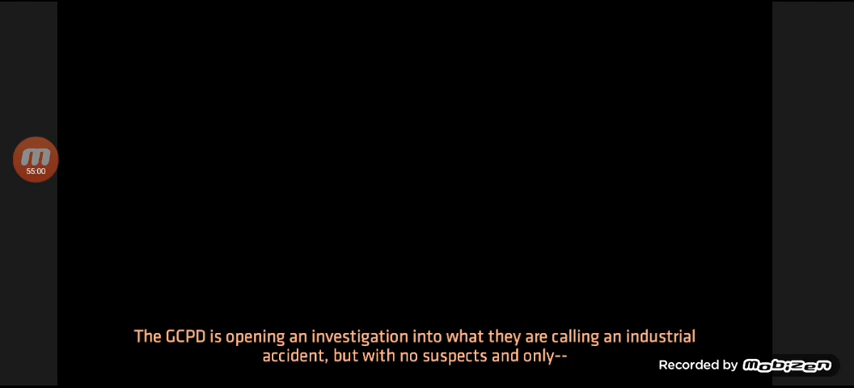 55:00
The GCPD is opening an investigation into what they are calling an industrial
accident, but with no suspects and only--
Recorded by mobizen